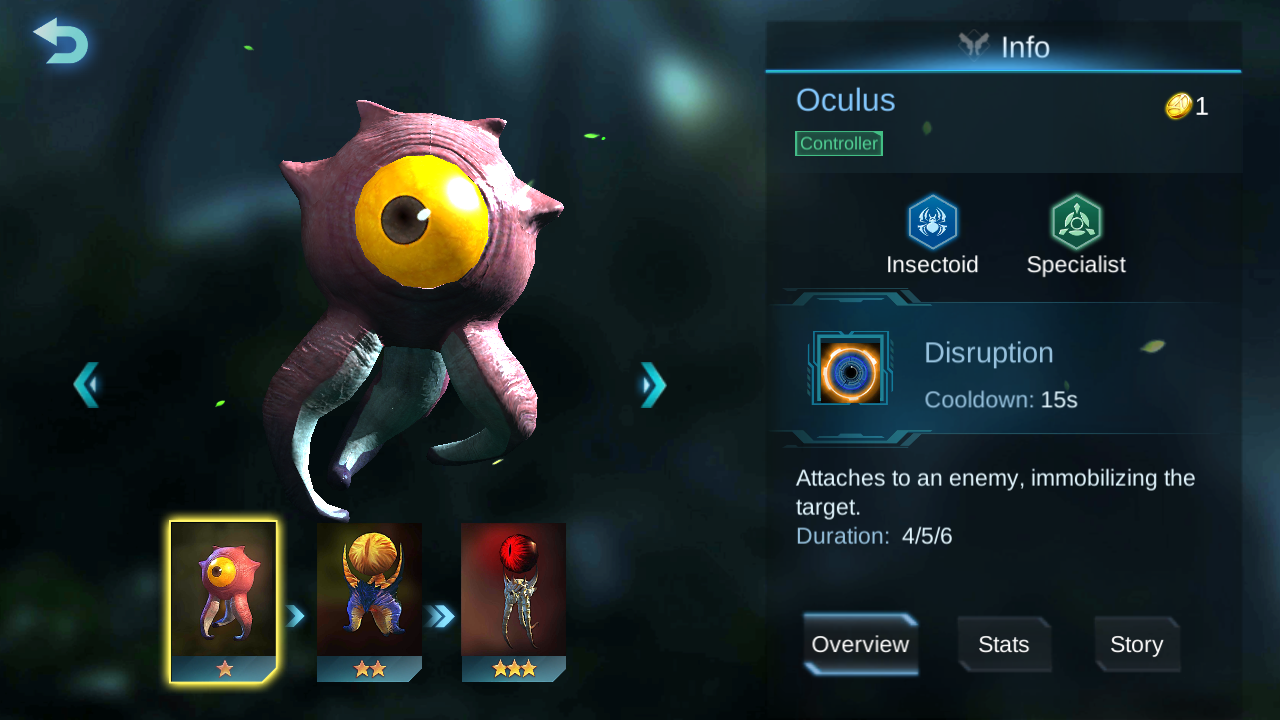 Info
Oculus
1
Controller
Insectoid
Specialist
Disruption
Cooldown: 15s
Attaches to an enemy, immobilizing the
target.
Duration: 4/5/6
Overview
Stats
Story